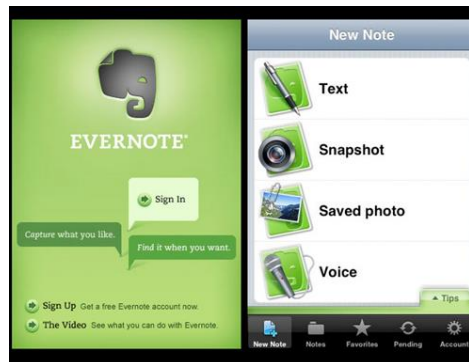 EVERNOTE®
Sign In
Capture what you like.
Find it when you want.
Sign Up Get a free Evernote account now.
The Video See what you can do with Evernote.
New Note
Text
Snapshot
Saved photo
Voice
Tips
New Note Notes Favorites Pending Account